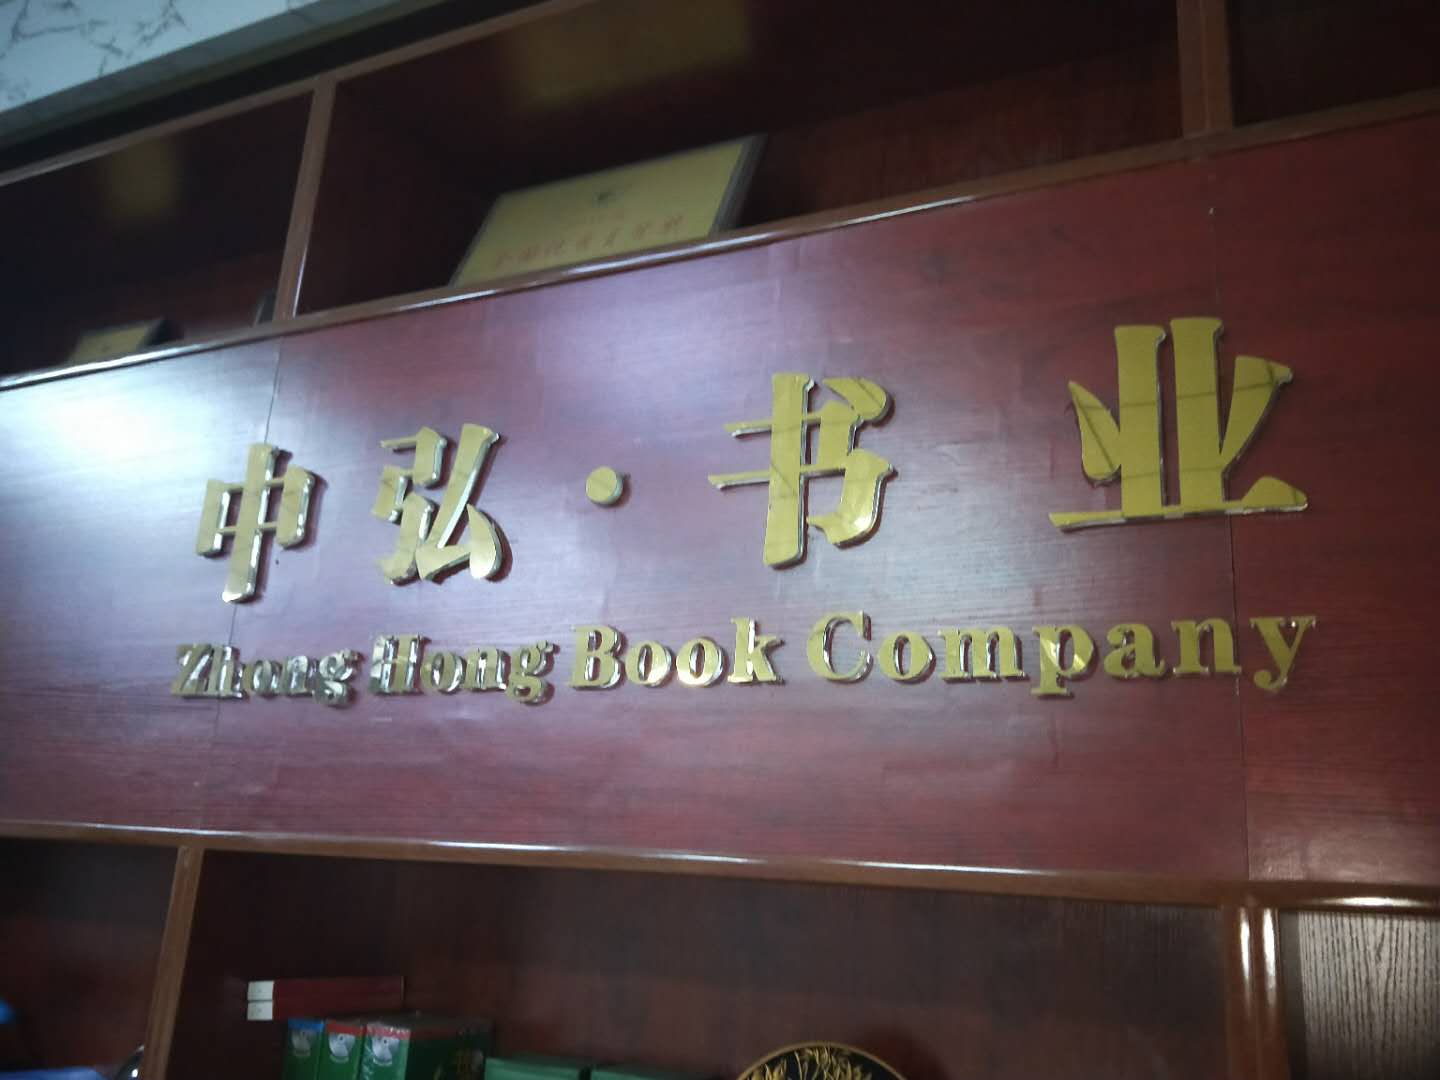 中弘·书业
Zhong Hong Book Company